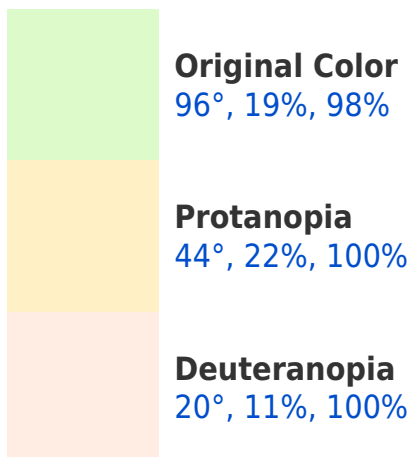 Original Color
96°, 19%, 98%
Protanopia
44°, 22%, 100%
Deuteranopia
20°, 11%, 100%